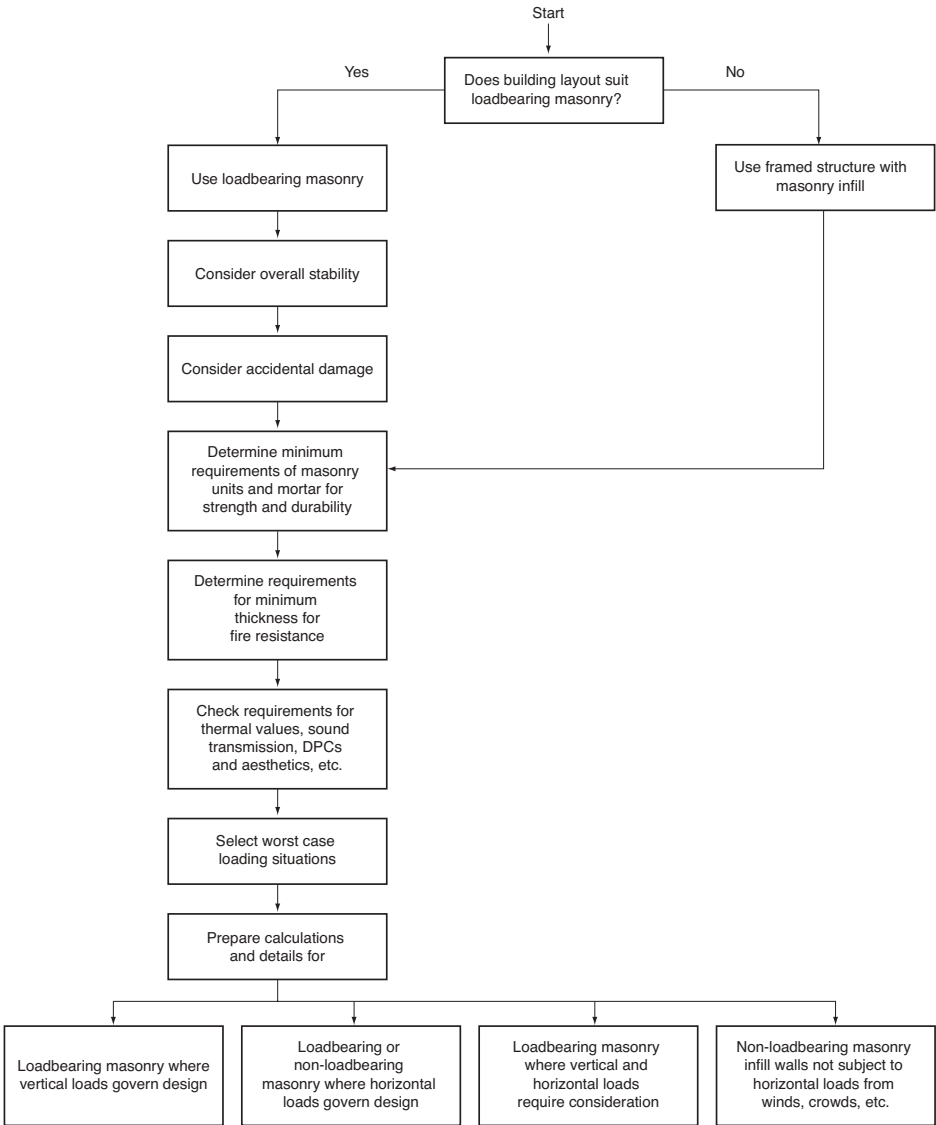 Start
Does building layout suit
loadbearing masonry?
Yes
No
Use loadbearing masonry
Use framed structure with
masonry infill
Consider overall stability
Consider accidental damage
Determine minimum
requirements of masonry
units and mortar for
strength and durability
Determine requirements
for minimum
thickness for
fire resistance
Check requirements for
thermal values, sound
transmission, DPCs
and aesthetics, etc.
Select worst case
loading situations
Prepare calculations
and details for
Loadbearing masonry where
vertical loads govern design
Loadbearing or
non-loadbearing
masonry where horizontal
loads govern design
Loadbearing masonry
where vertical and
horizontal loads
require consideration
Non-loadbearing masonry
infill walls not subject to
horizontal loads from
winds, crowds, etc.